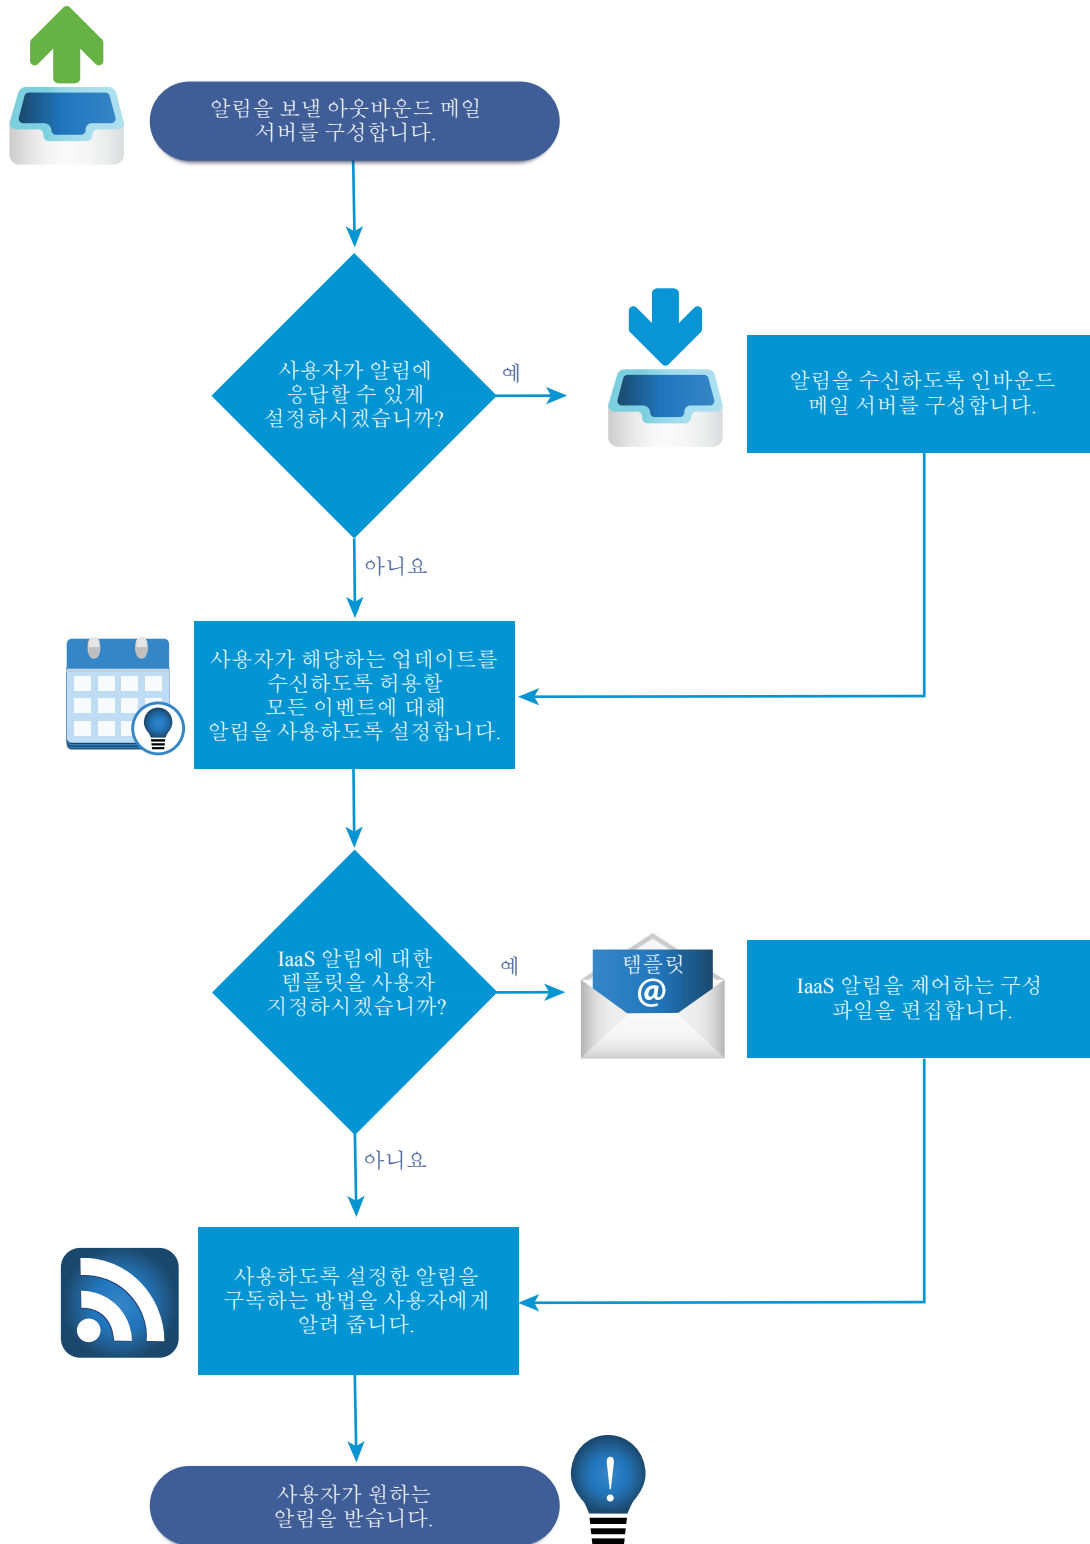 알림을 보낼 아웃바운드 메일
서버를 구성합니다.
사용자가 알림에
응답할 수 있게
설정하시겠습니까?
예
알림을 수신하도록 인바운드
메일 서버를 구성합니다.
아니요
사용자가 해당하는 업데이트를
수신하도록 허용할
모든 이벤트에 대해
알림을 사용하도록 설정합니다.
IaaS 알림에 대한
템플릿을 사용자
지정하시겠습니까?
예
템플릿
@
IaaS 알림을 제어하는 구성
파일을 편집합니다.
아니요
사용하도록 설정한 알림을
구독하는 방법을 사용자에게
알려 줍니다.
사용자가 원하는
알림을 받습니다.
!